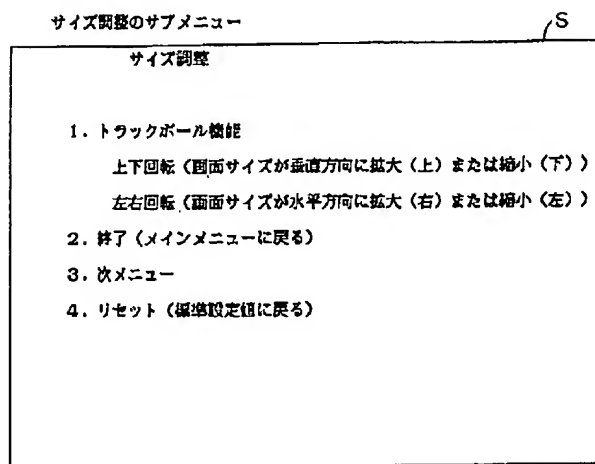 サイズ調整のサブメニュー
S
サイズ調整
1. トラックボール機能
上下回転（画面サイズが垂直方向に拡大（上）または縮小（下））
左右回転（画面サイズが水平方向に拡大（右）または縮小（左））
2. 終了（メインメニューに戻る）
3. 次メニュー
4. リセット（標準設定値に戻る）